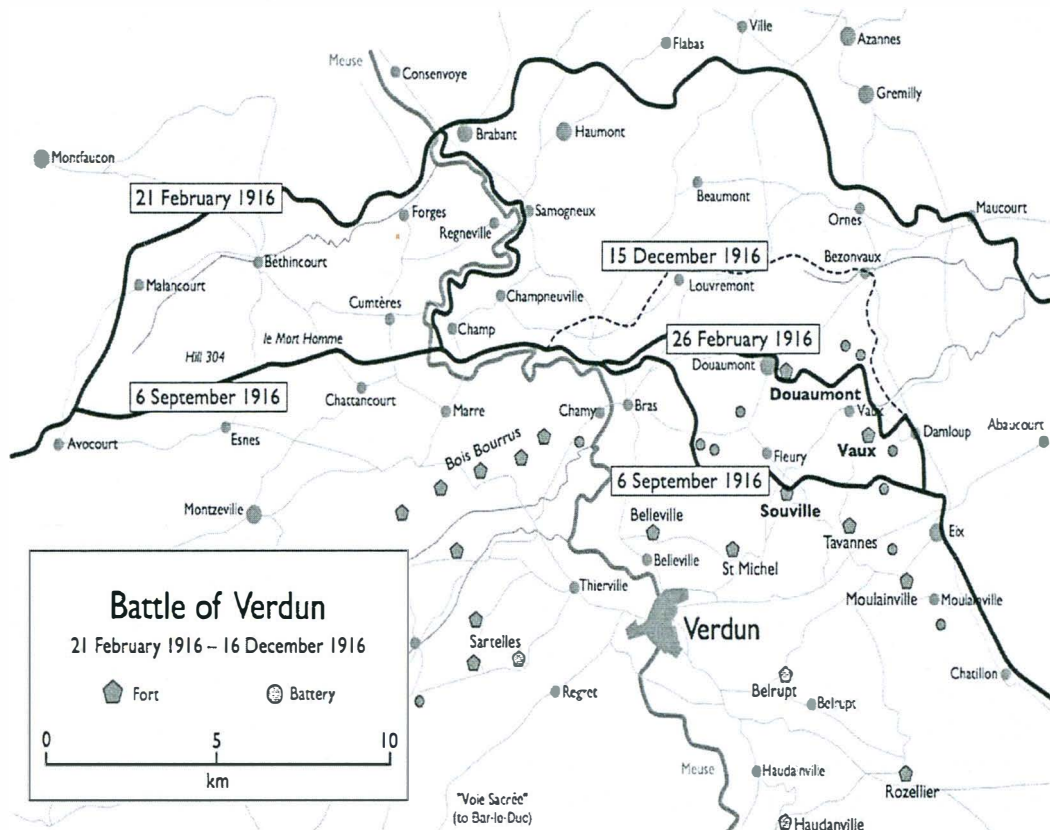 Ville
Flabas
Azannes
Meuse
Consenvoye
Gremilly
Brabant
Haumont
Montfaucon
Beaumont
21 February 1916
Forges
Samogneux
Maucourt
Regneville
Ornes
15 December 1916
Béthincourt
Bezonvaux
Malancourt
Louvremont
Champneuville
Cumières
Champ
le Mort Homme
26 February 1916
Hill 304
Douaumont
Douaumont
6 September 1916
Chattancourt
Marre
Chamy
Bras
Vaux
Avocourt
Esnes
Damloup
Abaucourt
Bois Bourrus
Vaux
Fleury
6 September 1916
Souville
Montzeville
Belleville
Tavannes
Eix
Belleville
St Michel
Thierville
Moulainville
Moulainville
Battle of Verdun
21 February 1916 – 16 December 1916
Fort
Battery
0 5 10
km
Verdun
Sartelles
Chatillon
Regret
Belrupt
Belrupt
Meuse
Haudainville
Rozellier
"Voie Sacrée"
(to Bar-le-Duc)
Haudanville